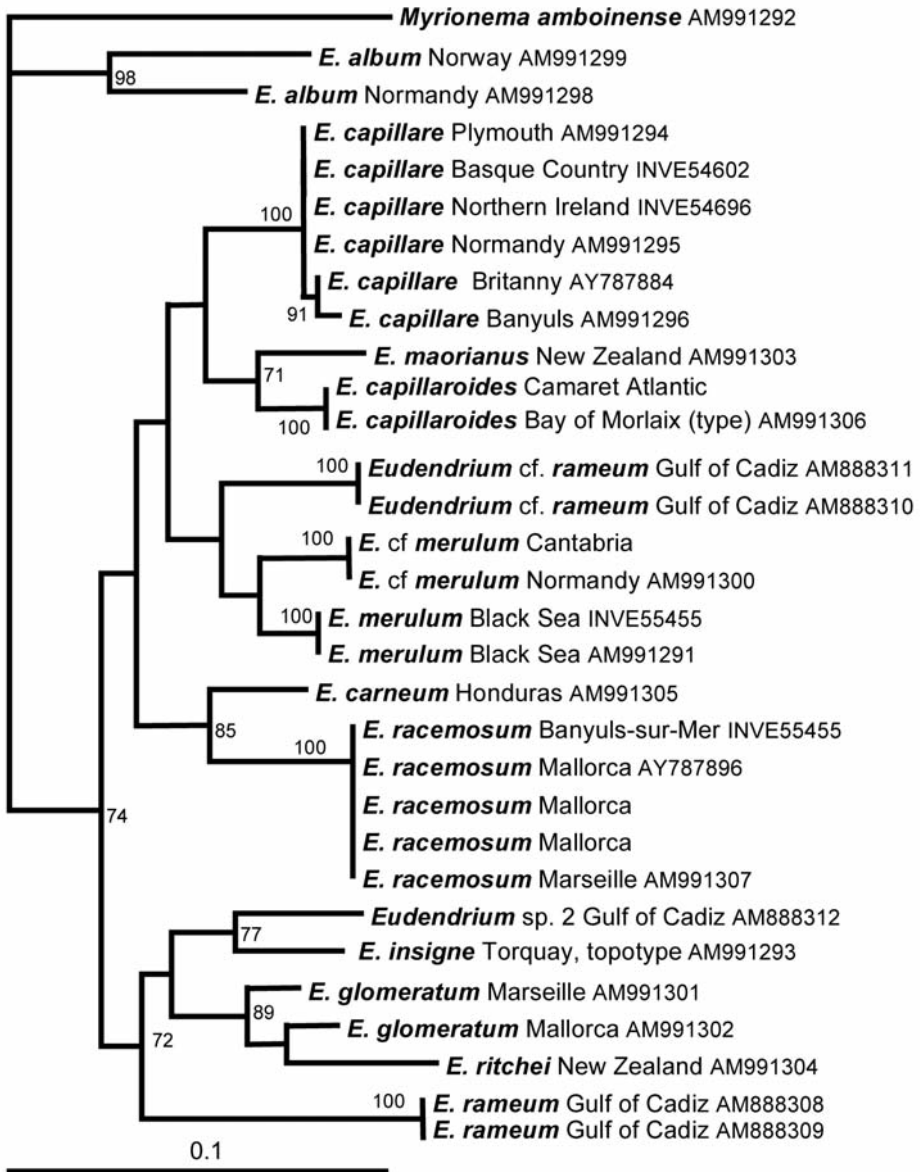 Myrionema amboinense AM991292
E. album Norway AM991299
98
E. album Normandy AM991298
E. capillare Plymouth AM991294
E. capillare Basque Country INVE54602
E. capillare Northern Ireland INVE54696
100
E. capillare Normandy AM991295
E. capillare Britanny AY787884
91
E. capillare Banyuls AM991296
E. maorianus New Zealand AM991303
71
E. capillaroides Camaret Atlantic
E. capillaroides Bay of Morlaix (type) AM991306
100
100
Eudendrium cf. rameum Gulf of Cadiz AM888311
Eudendrium cf. rameum Gulf of Cadiz AM888310
100
E. cf merulum Cantabria
E. cf merulum Normandy AM991300
100
E. merulum Black Sea INVE55455
E. merulum Black Sea AM991291
E. carneum Honduras AM991305
85
E. racemosum Banyuls-sur-Mer INVE55455
100
E. racemosum Mallorca AY787896
E. racemosum Mallorca
74
E. racemosum Mallorca
E. racemosum Marseille AM991307
Eudendrium sp. 2 Gulf of Cadiz AM888312
77
E. insigne Torquay, topotype AM991293
E. glomeratum Marseille AM991301
89
E. glomeratum Mallorca AM991302
72
E. ritchei New Zealand AM991304
100
E. rameum Gulf of Cadiz AM888308
E. rameum Gulf of Cadiz AM888309
0.1